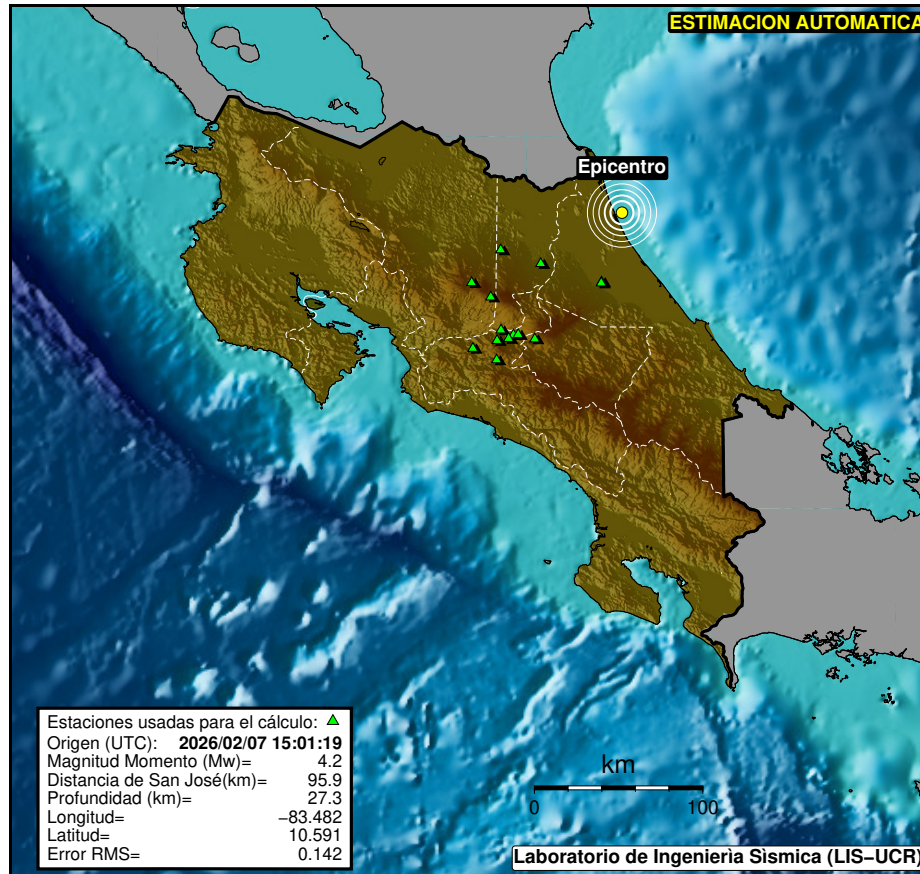 ESTIMACION AUTOMATICA
Epicentro
Estaciones usadas para el cálculo:
Origen (UTC): 2026/02/07 15:01:19
Magnitud Momento (Mw)= 4.2
Distancia de San José(km)= 95.9
Profundidad (km)= 27.3
Longitud= −83.482
Latitud= 10.591
Error RMS= 0.142
km
0 100
Laboratorio de Ingenierìa Sìsmica (LIS−UCR)